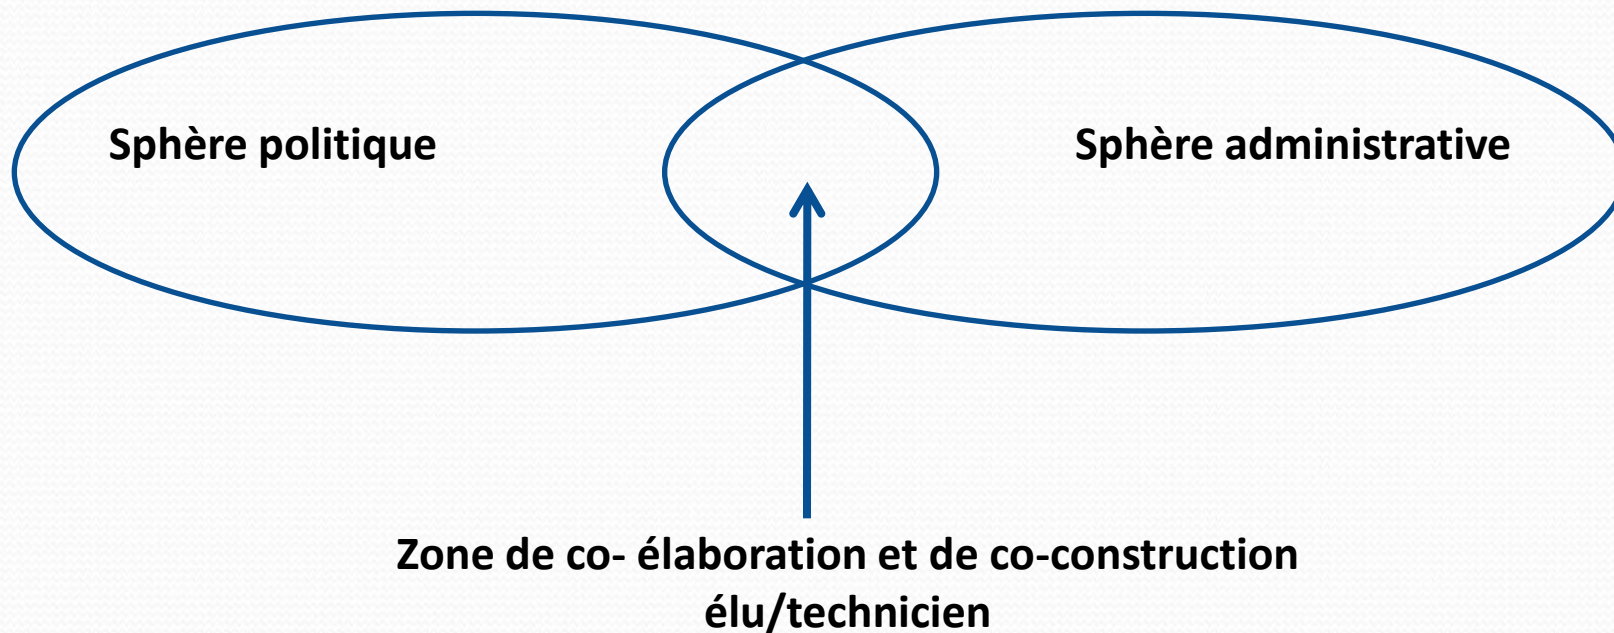 Sphère politique
Sphère administrative
Zone de co- élaboration et de co-construction
élu/technicien